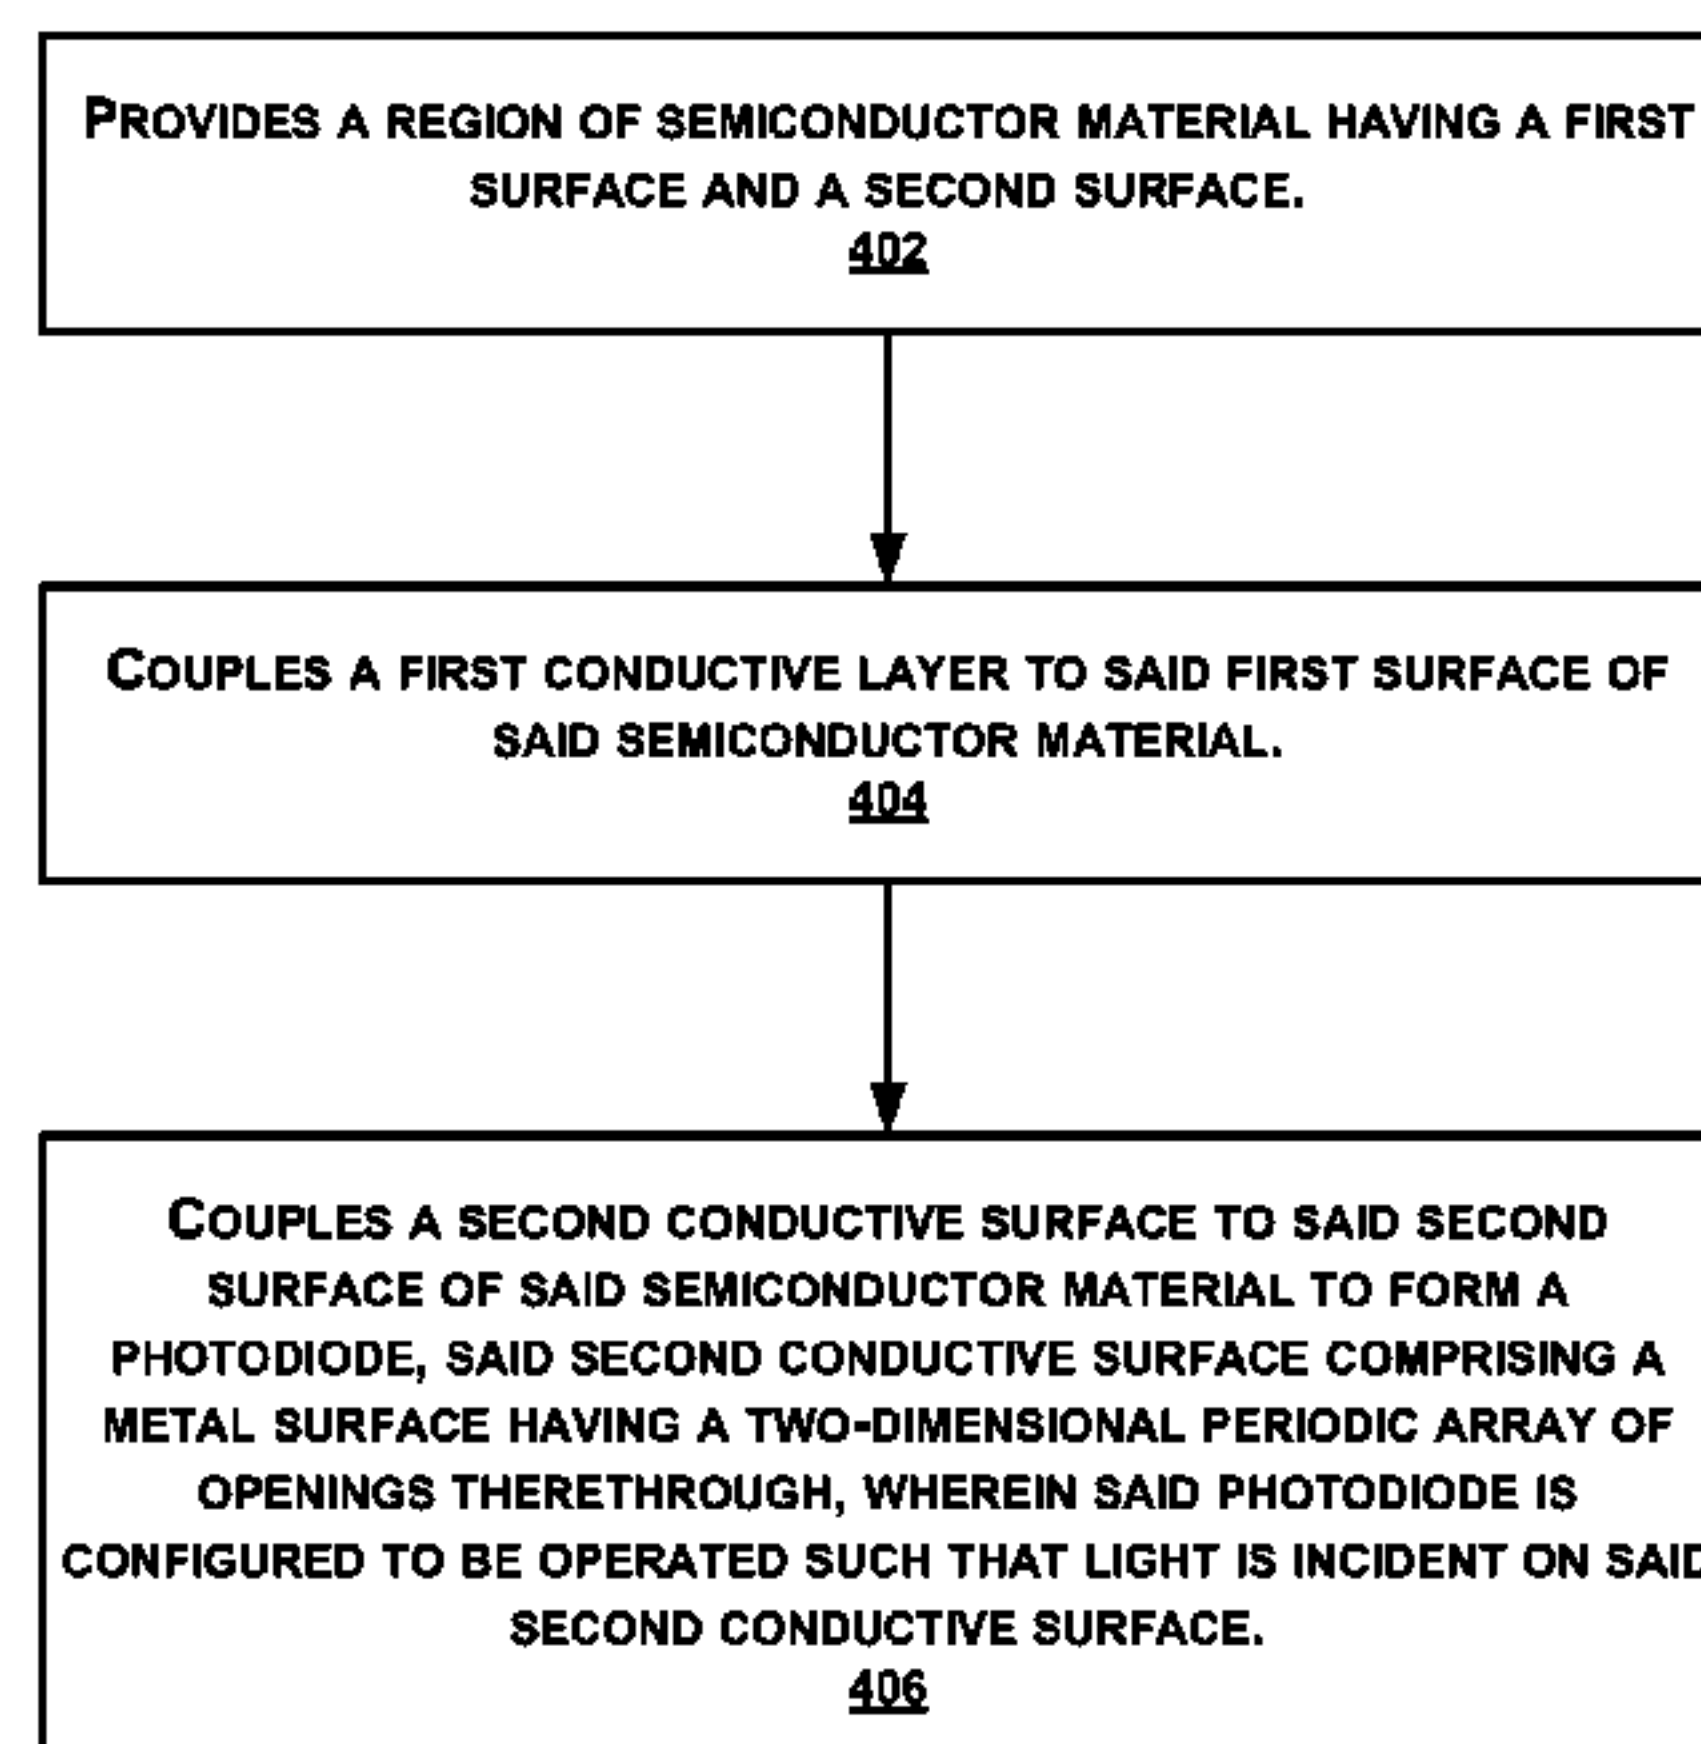 PROVIDES A REGION OF SEMICONDUCTOR MATERIAL HAVING A FIRST
SURFACE AND A SECOND SURFACE.
402
COUPLES A FIRST CONDUCTIVE LAYER TO SAID FIRST SURFACE OF
SAID SEMICONDUCTOR MATERIAL.
404
COUPLES A SECOND CONDUCTIVE SURFACE TO SAID SECOND
SURFACE OF SAID SEMICONDUCTOR MATERIAL TO FORM A
PHOTODIODE, SAID SECOND CONDUCTIVE SURFACE COMPRISING A
METAL SURFACE HAVING A TWO-DIMENSIONAL PERIODIC ARRAY OF
OPENINGS THERETHROUGH, WHEREIN SAID PHOTODIODE IS
CONFIGURED TO BE OPERATED SUCH THAT LIGHT IS INCIDENT ON SAID
SECOND CONDUCTIVE SURFACE.
406